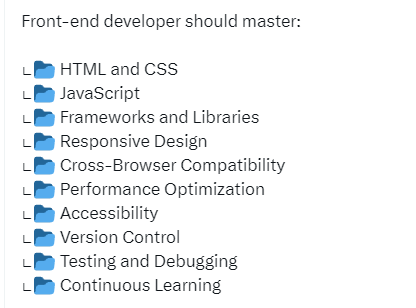 Front-end developer should master:
∟📂 HTML and CSS
∟📂 JavaScript
∟📂 Frameworks and Libraries
∟📂 Responsive Design
∟📂 Cross-Browser Compatibility
∟📂 Performance Optimization
∟📂 Accessibility
∟📂 Version Control
∟📂 Testing and Debugging
∟📂 Continuous Learning